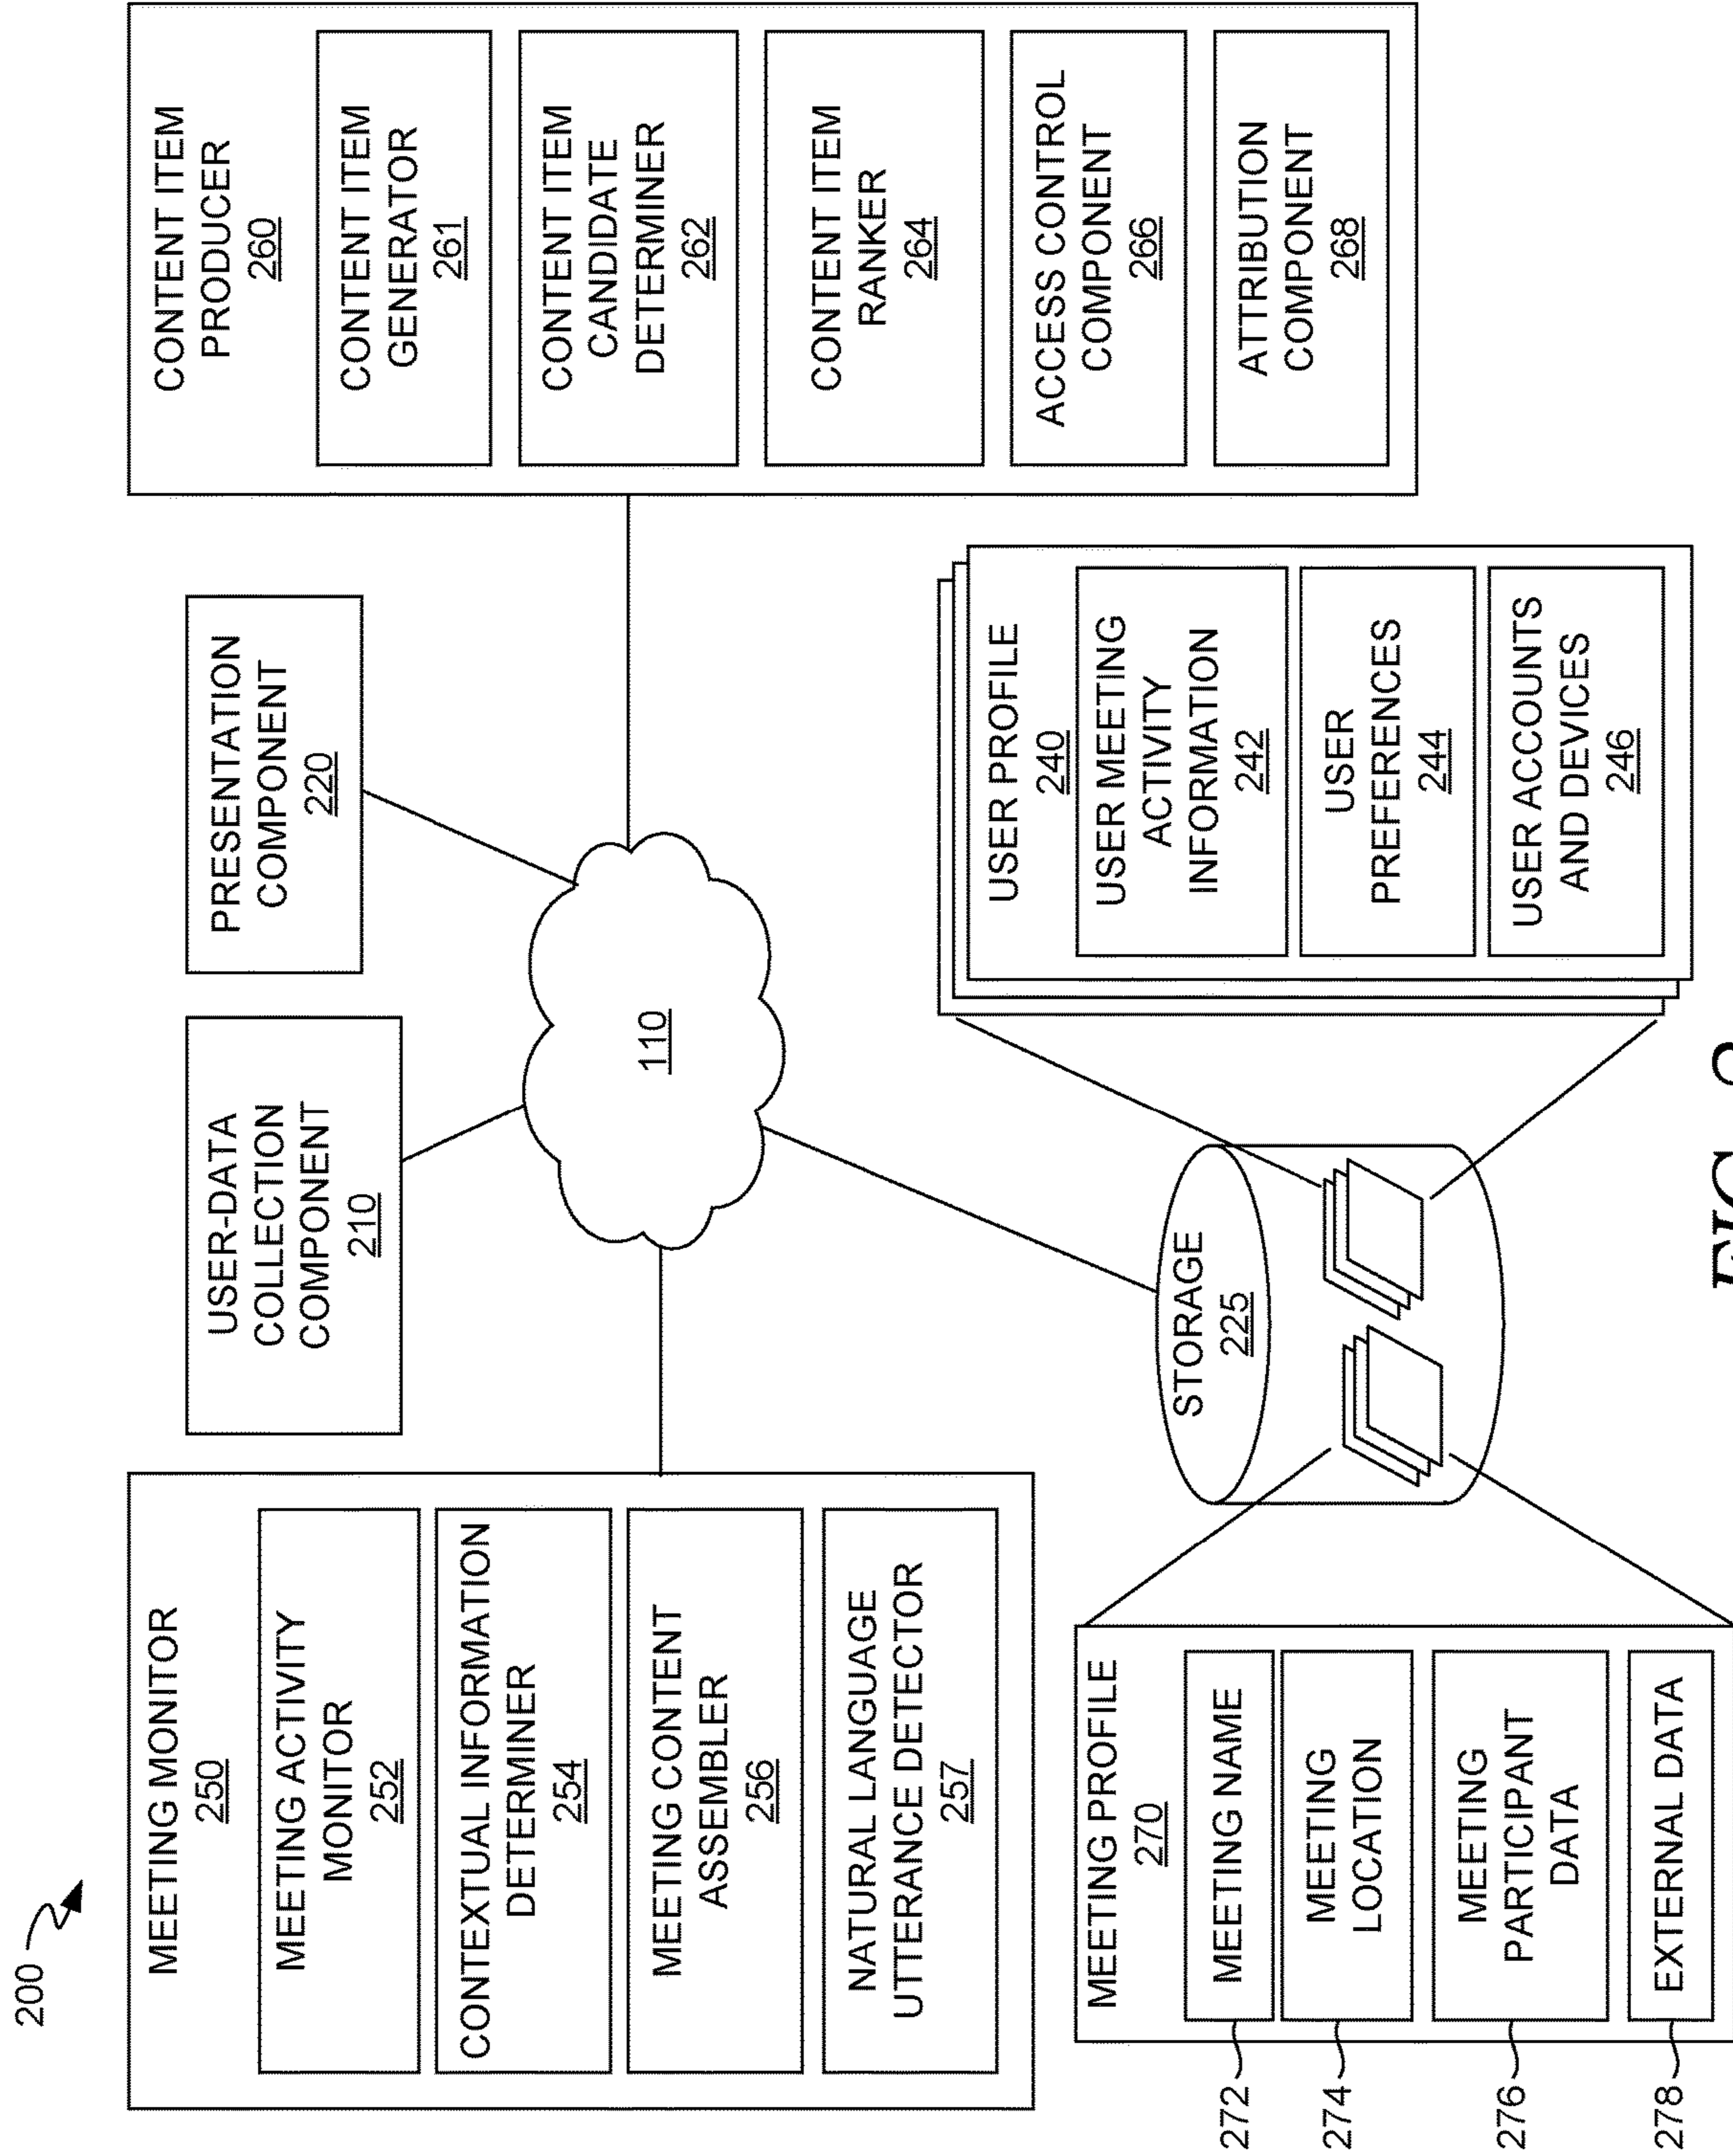 200
MEETING MONITOR
250
MEETING ACTIVITY
MONITOR
252
CONTEXTUAL INFORMATION
DETERMINER
254
MEETING CONTENT
ASSEMBLER
256
NATURAL LANGUAGE
UTTERANCE DETECTOR
257
USER-DATA
COLLECTION
COMPONENT
210
PRESENTATION
COMPONENT
220
110
CONTENT ITEM
PRODUCER
260
CONTENT ITEM
GENERATOR
261
CONTENT ITEM
CANDIDATE
DETERMINER
262
CONTENT ITEM
RANKER
264
ACCESS CONTROL
COMPONENT
266
ATTRIBUTION
COMPONENT
268
MEETING PROFILE
270
272
MEETING NAME
274
MEETING
LOCATION
276
MEETING
PARTICIPANT
DATA
278
EXTERNAL DATA
STORAGE
225
USER PROFILE
240
USER MEETING
ACTIVITY
INFORMATION
242
USER
PREFERENCES
244
USER ACCOUNTS
AND DEVICES
246